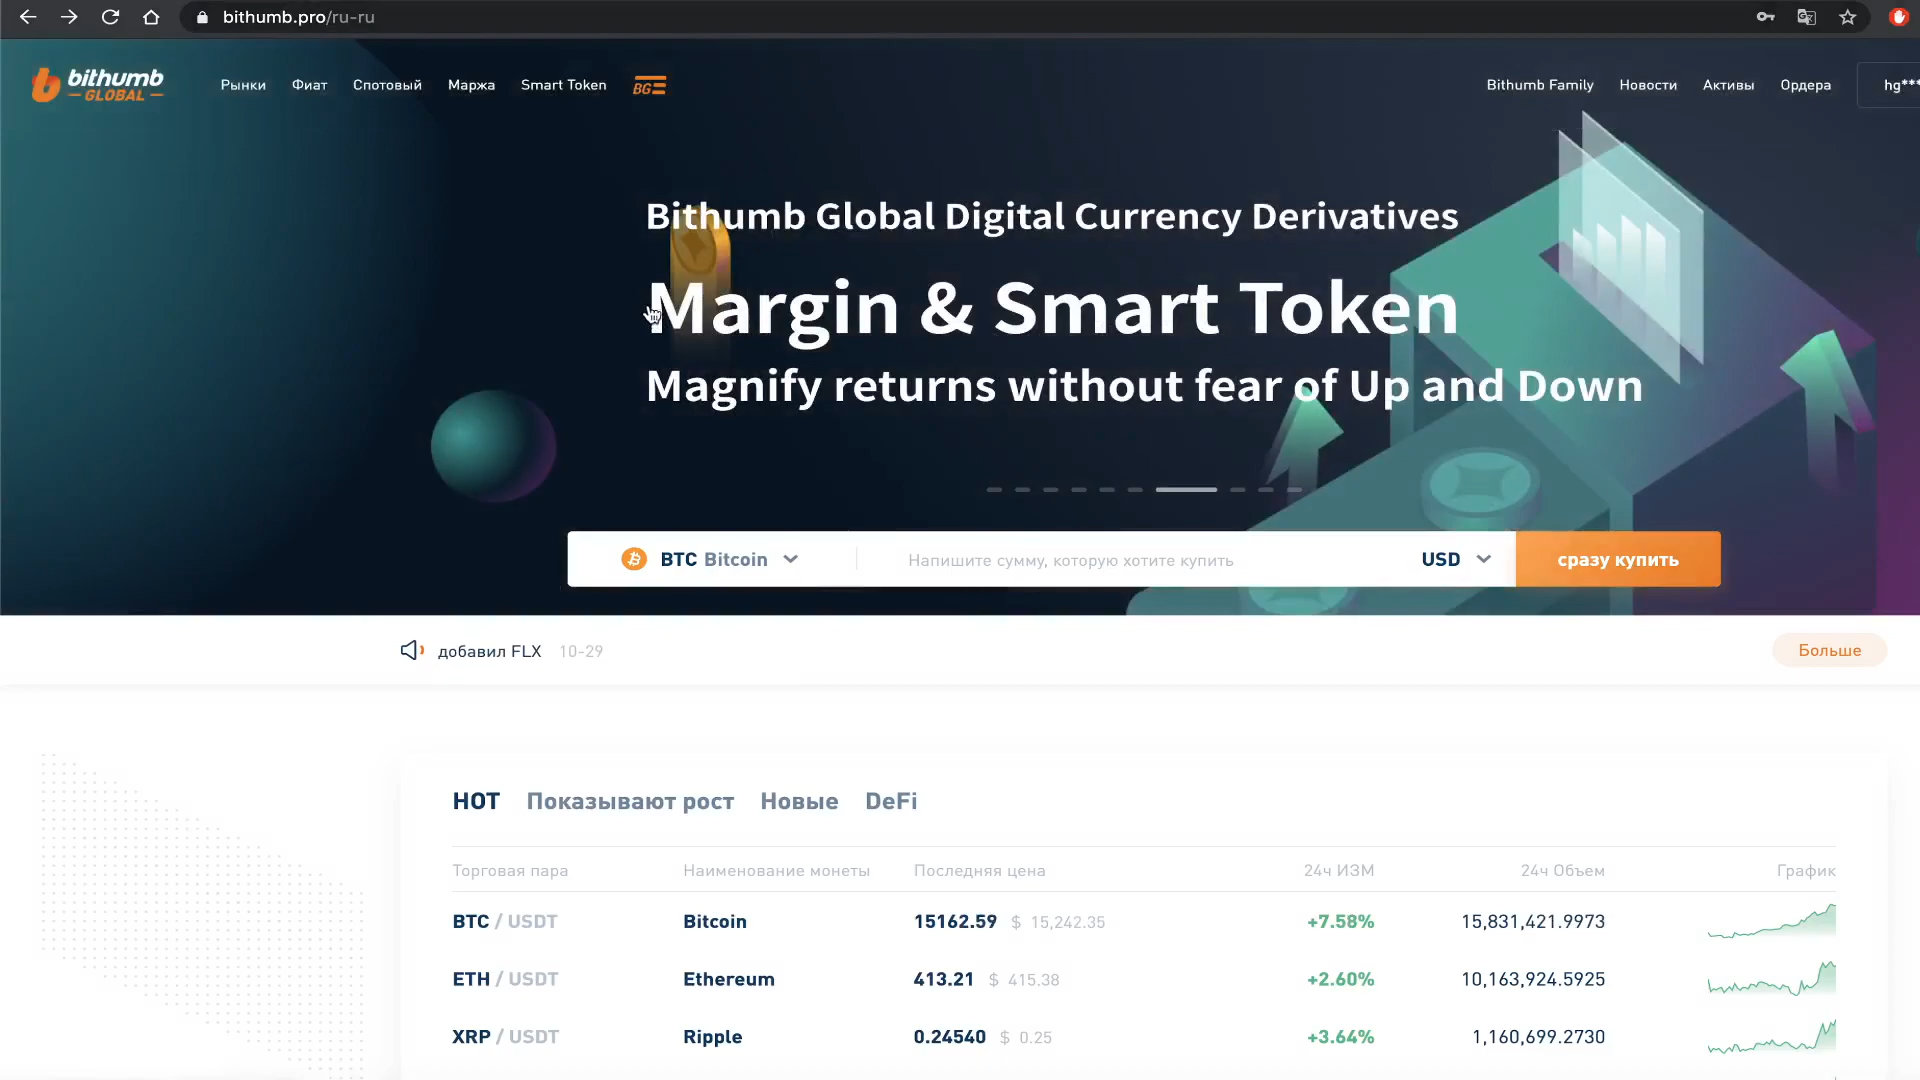 bithumb.pro/ru-ru
bithumb
GLOBAL
Рынки
Фиат
Спотовый
Маржа
Smart Token
BG
Bithumb Family
Новости
Активы
Ордера
hg***
Bithumb Global Digital Currency Derivatives
Margin & Smart Token
Magnify returns without fear of Up and Down
BTC Bitcoin
Напишите сумму, которую хотите купить
USD
сразу купить
добавил FLX 10-29
Больше
HOT Показывают рост Новые DeFi
Торговая пара Наименование монеты Последняя цена 24ч ИЗМ 24ч Объем График
BTC / USDT Bitcoin 15162.59 $ 15,242.35 +7.58% 15,831,421.9973
ETH / USDT Ethereum 413.21 $ 415.38 +2.60% 10,163,924.5925
XRP / USDT Ripple 0.24540 $ 0.25 +3.64% 1,160,699.2730